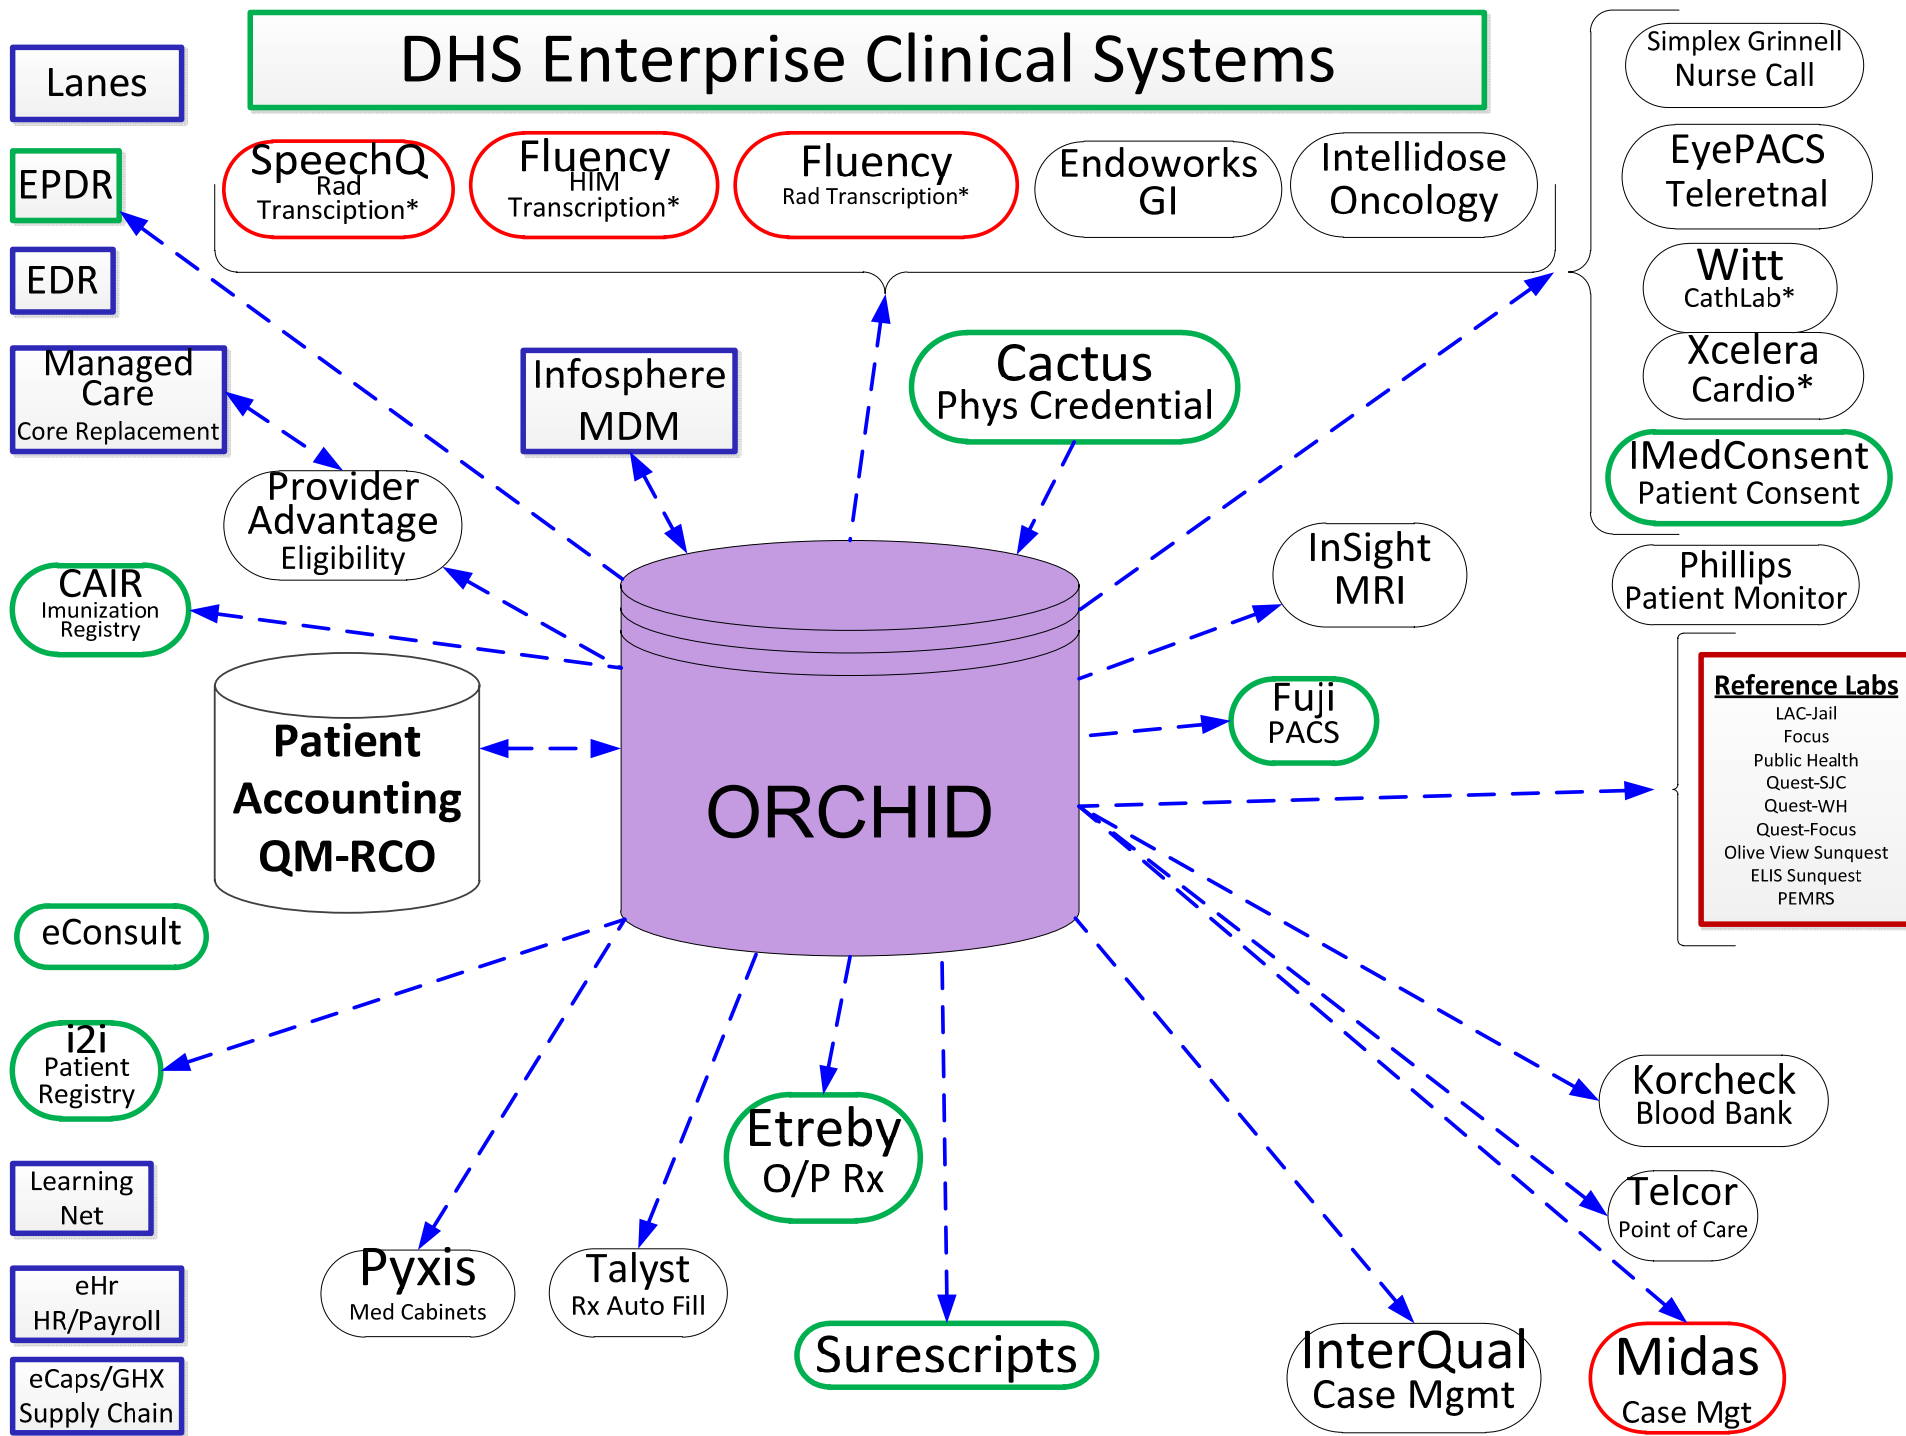 DHS Enterprise Clinical Systems
Lanes
EPDR
EDR
Managed
Care
Core Replacement
SpeechQ
Rad
Transciption*
Fluency
HIM
Transcription*
Fluency
Rad Transcription*
Endoworks
GI
Intellidose
Oncology
Simplex Grinnell
Nurse Call
EyePACS
Teleretnal
Witt
CathLab*
Xcelera
Cardio*
IMedConsent
Patient Consent
Phillips
Patient Monitor
Infosphere
MDM
Cactus
Phys Credential
Provider
Advantage
Eligibility
CAIR
Imunization
Registry
InSight
MRI
Fuji
PACS
Patient
Accounting
QM-RCO
ORCHID
Reference Labs
LAC-Jail
Focus
Public Health
Quest-SJC
Quest-WH
Quest-Focus
Olive View Sunquest
ELIS Sunquest
PEMRS
eConsult
i2i
Patient
Registry
Learning
Net
eHr
HR/Payroll
eCaps/GHX
Supply Chain
Pyxis
Med Cabinets
Talyst
Rx Auto Fill
Etreby
O/P Rx
Surescripts
InterQual
Case Mgmt
Korcheck
Blood Bank
Telcor
Point of Care
Midas
Case Mgt